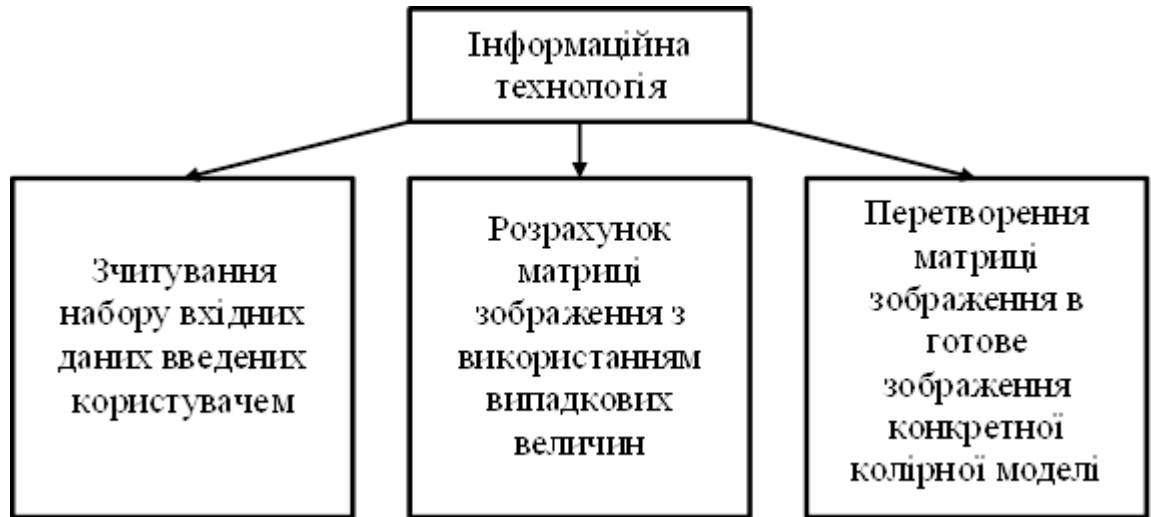 Інформаційна
технологія
Зчитування
набору вхідних
даних введених
користувачем
Розрахунок
матриці
зображення з
використанням
випадкових
величин
Перетворення
матриці
зображення в
готове
зображення
конкретної
колірної моделі